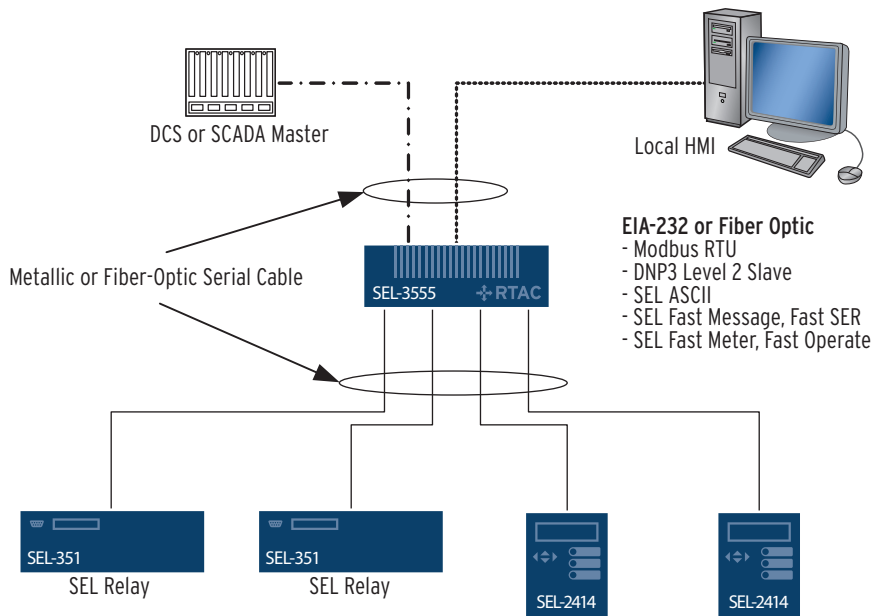 DCS or SCADA Master
Local HMI
EIA-232 or Fiber Optic
- Modbus RTU
- DNP3 Level 2 Slave
- SEL ASCII
- SEL Fast Message, Fast SER
- SEL Fast Meter, Fast Operate
Metallic or Fiber-Optic Serial Cable
SEL-3555 RTAC
SEL-351
SEL Relay
SEL-351
SEL Relay
SEL-2414
SEL-2414